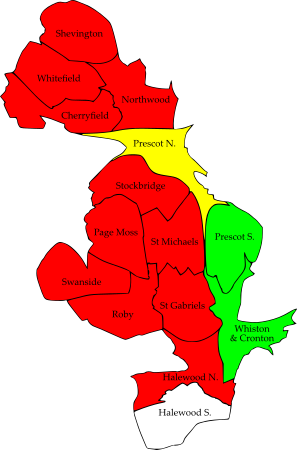 Shevington
Whitefield
Northwood
Cherryfield
Prescot N.
Stockbridge
Page Moss
St Michaels
Prescot S.
Swanside
St Gabriels
Roby
Whiston
& Cronton
Halewood N.
Halewood S.